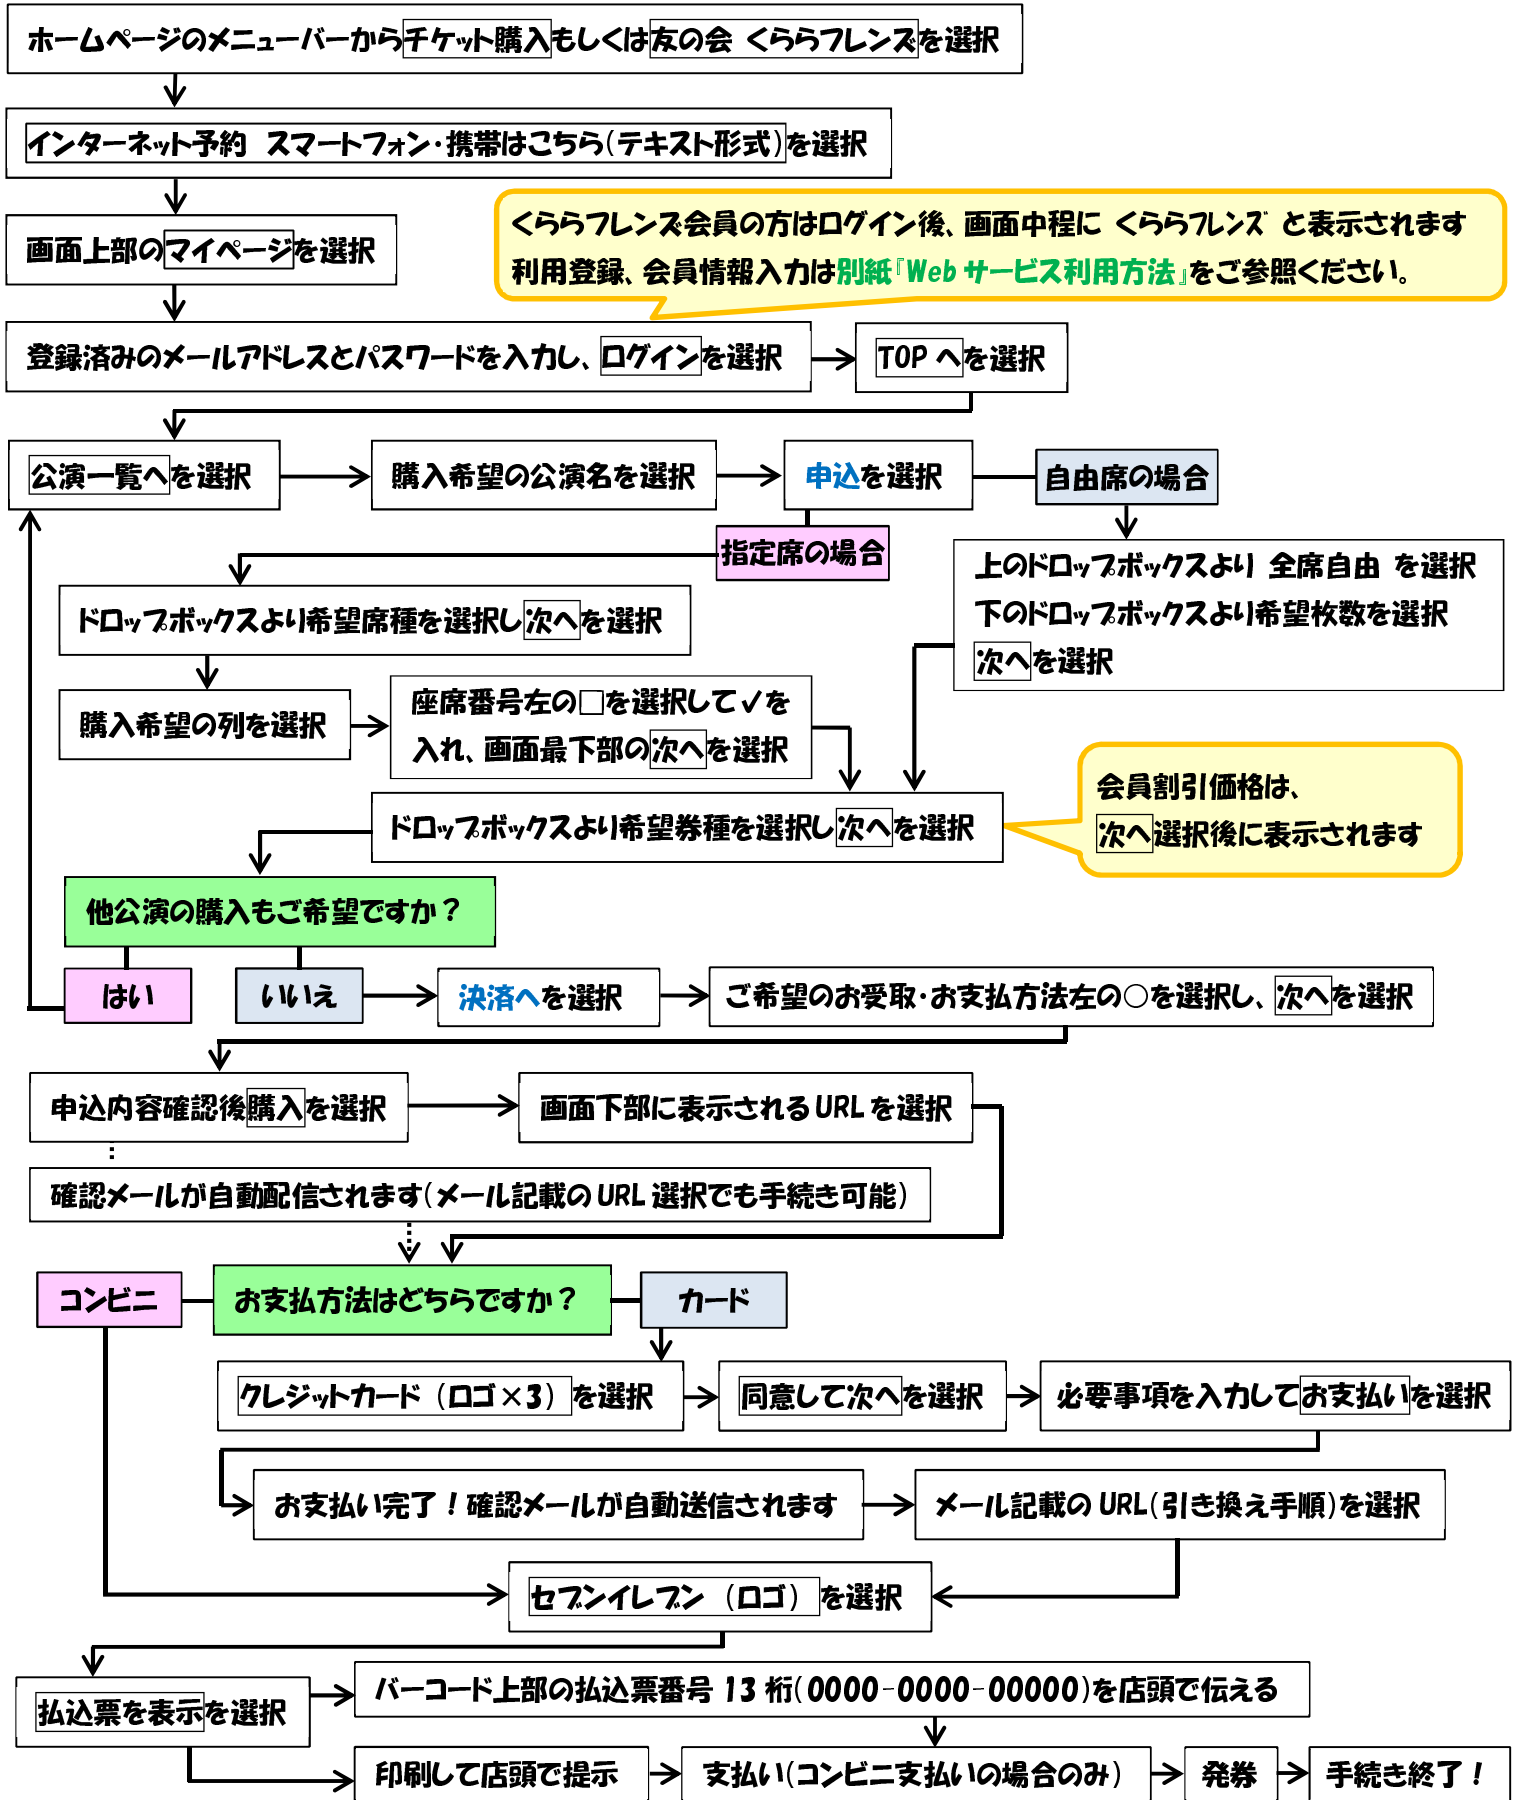 ホームページのメニューバーからチケット購入もしくは友の会 くららフレンズを選択
インターネット予約 スマートフォン・携帯はこちら(テキスト形式)を選択
画面上部のマイページを選択
くららフレンズ会員の方はログイン後、画面中程に くららフレンズ と表示されます
利用登録、会員情報入力は別紙『Webサービス利用方法』をご参照ください。
登録済みのメールアドレスとパスワードを入力し、ログインを選択
TOPへを選択
公演一覧へを選択
購入希望の公演名を選択
申込を選択
自由席の場合
指定席の場合
上のドロップボックスより 全席自由 を選択
下のドロップボックスより希望枚数を選択
次へを選択
ドロップボックスより希望席種を選択し次へを選択
購入希望の列を選択
座席番号左の□を選択して✓を
入れ、画面最下部の次へを選択
ドロップボックスより希望券種を選択し次へを選択
会員割引価格は、
次へ選択後に表示されます
他公演の購入もご希望ですか？
はい
いいえ
決済へを選択
ご希望のお受取・お支払方法左の○を選択し、次へを選択
申込内容確認後購入を選択
画面下部に表示されるURLを選択
確認メールが自動配信されます(メール記載のURL選択でも手続き可能)
コンビニ
お支払方法はどちらですか？
カード
クレジットカード (ロゴ×3) を選択
同意して次へを選択
必要事項を入力してお支払いを選択
お支払い完了！確認メールが自動送信されます
メール記載のURL(引き換え手順)を選択
セブンイレブン (ロゴ) を選択
払込票を表示を選択
バーコード上部の払込票番号13桁(0000-0000-00000)を店頭で伝える
印刷して店頭で提示
支払い(コンビニ支払いの場合のみ)
発券
手続き終了！